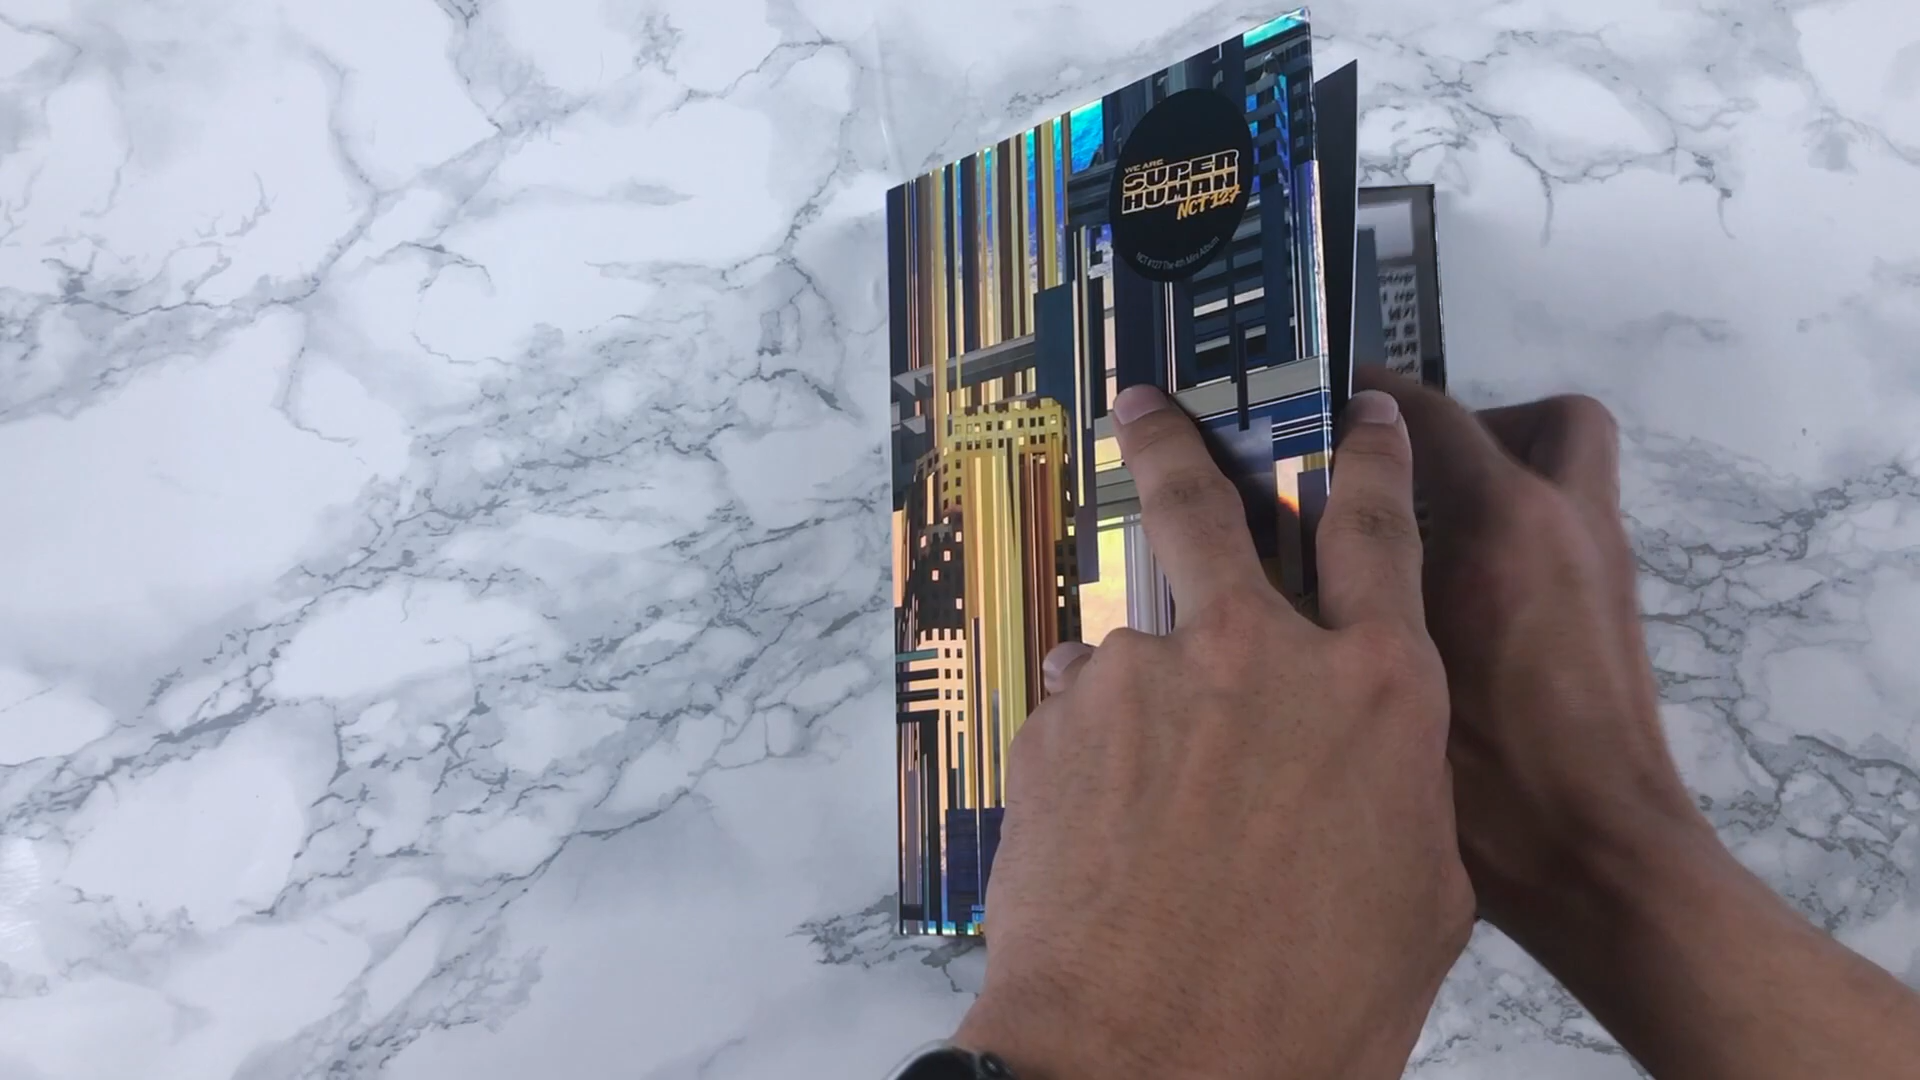 WE ARE
SUPER
HUMAN
NCT 127
NCT #127 The 4th Mini Album